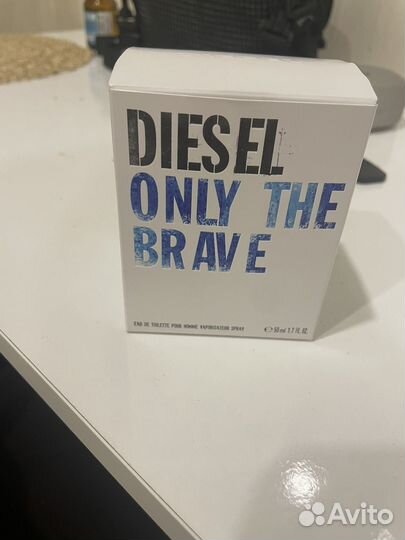 DIESEL
ONLY THE
BRAVE
EAU DE TOILETTE POUR HOMME VAPORISATEUR SPRAY
℮ 50 ml 1.7 FL. OZ.
Avito